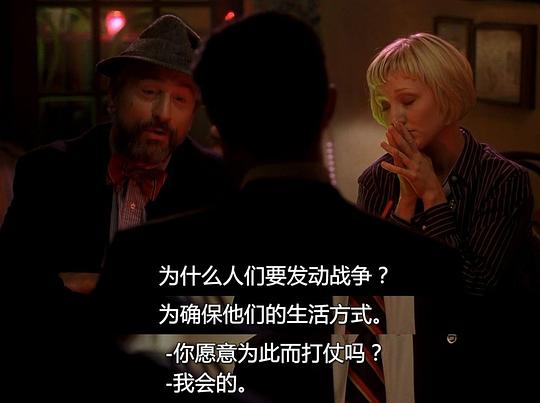 为什么人们要发动战争？
为确保他们的生活方式。
-你愿意为此而打仗吗？
-我会的。